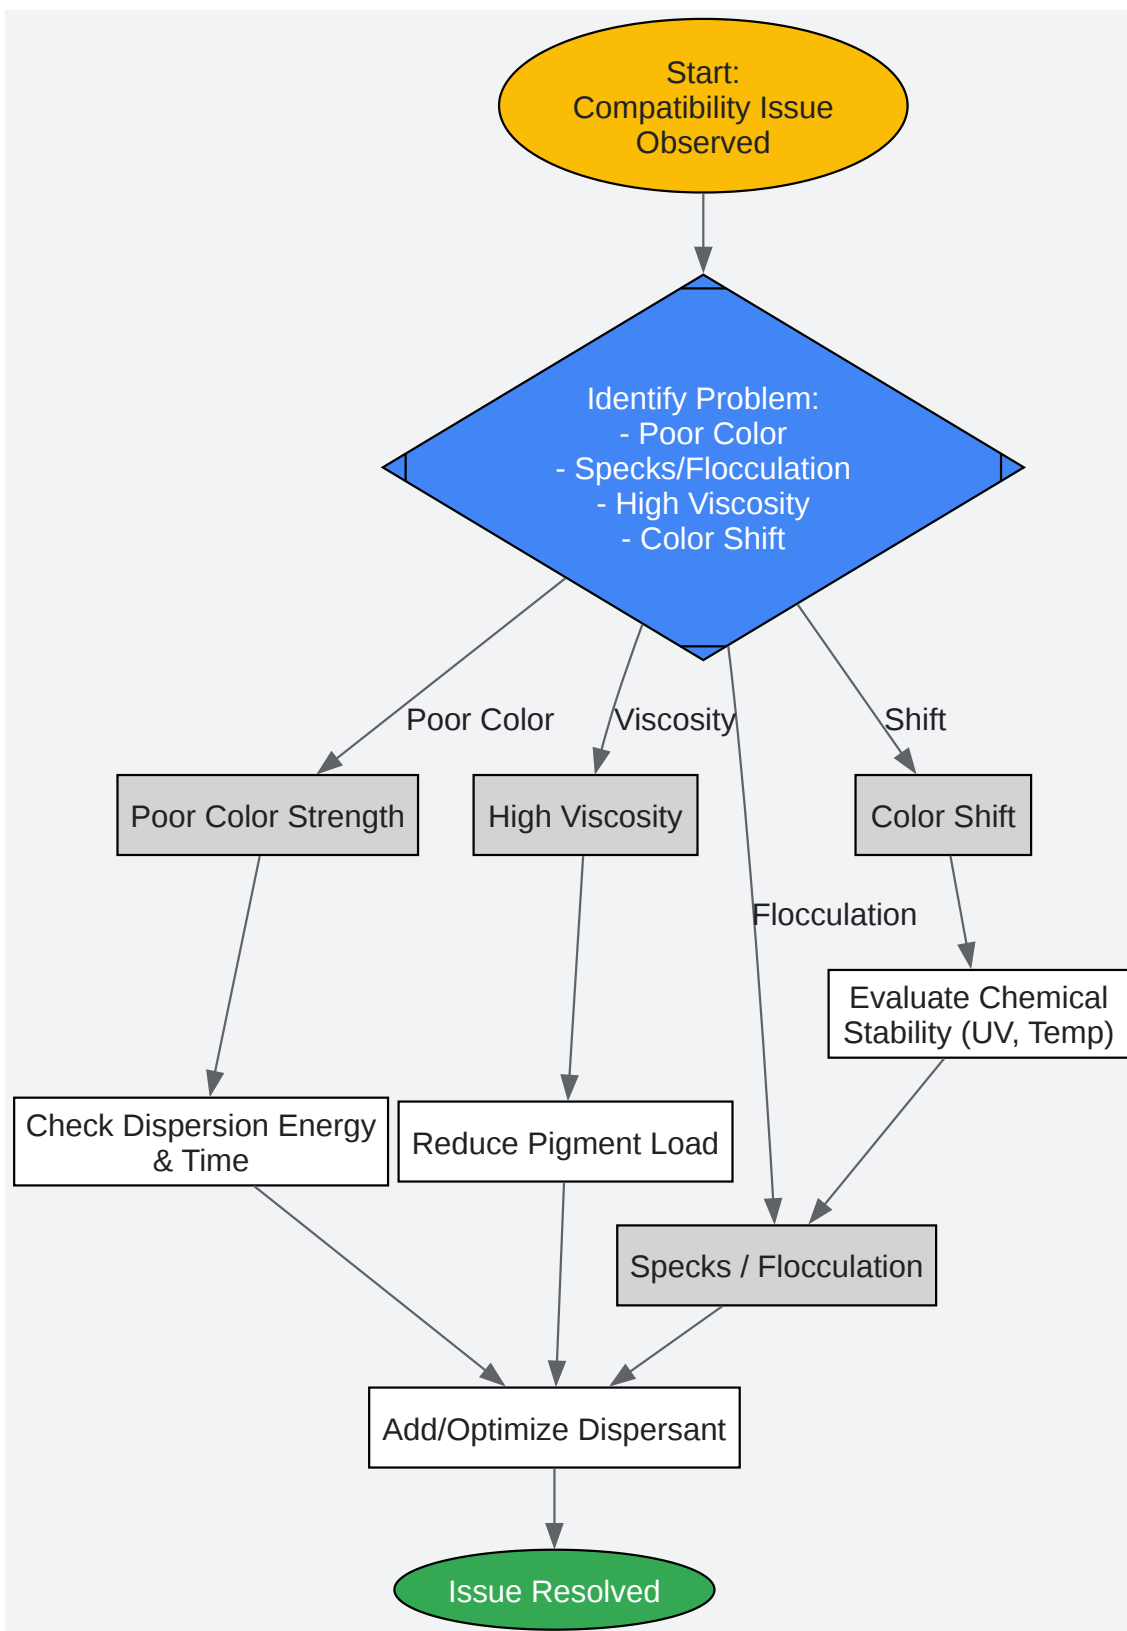 Start:
Compatibility Issue
Observed
Identify Problem:
- Poor Color
- Specks/Flocculation
- High Viscosity
- Color Shift
Poor Color
Viscosity
Shift
Poor Color Strength
High Viscosity
Color Shift
Flocculation
Evaluate Chemical
Stability (UV, Temp)
Check Dispersion Energy
& Time
Reduce Pigment Load
Specks / Flocculation
Add/Optimize Dispersant
Issue Resolved